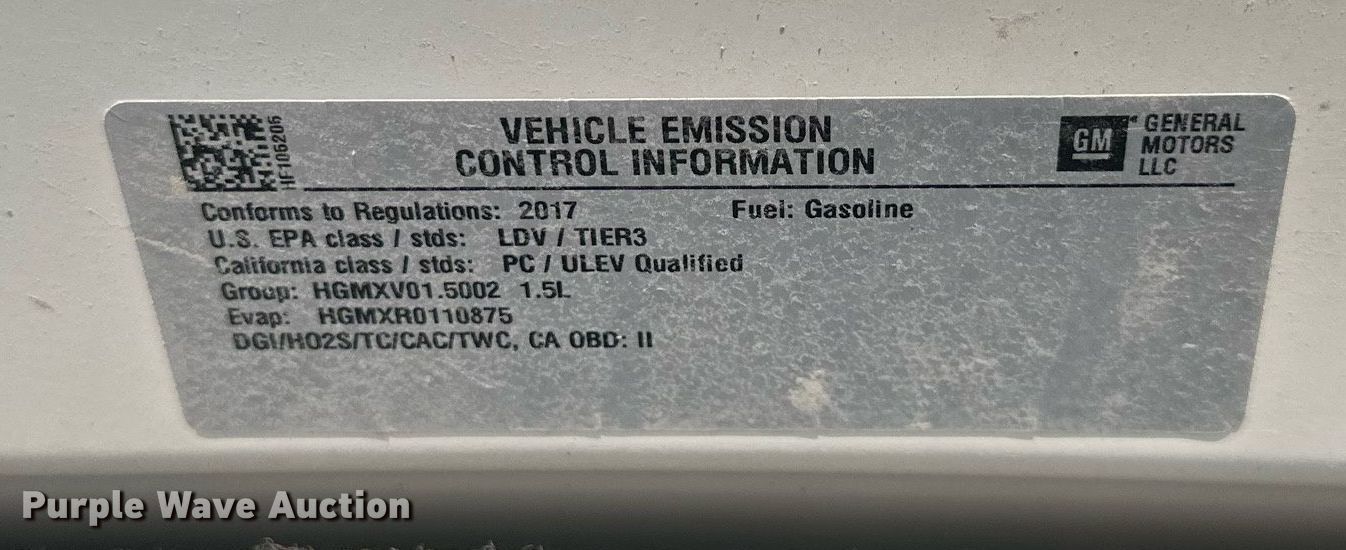 HF106206
VEHICLE EMISSION
CONTROL INFORMATION
GM
GENERAL
MOTORS
LLC
Conforms to Regulations: 2017 Fuel: Gasoline
U.S. EPA class / stds: LDV / TIER3
California class / stds: PC / ULEV Qualified
Group: HGMXV01.5002 1.5L
Evap: HGMXR0110875
DGI/HO2S/TC/CAC/TWC, CA OBD: II
Purple Wave Auction